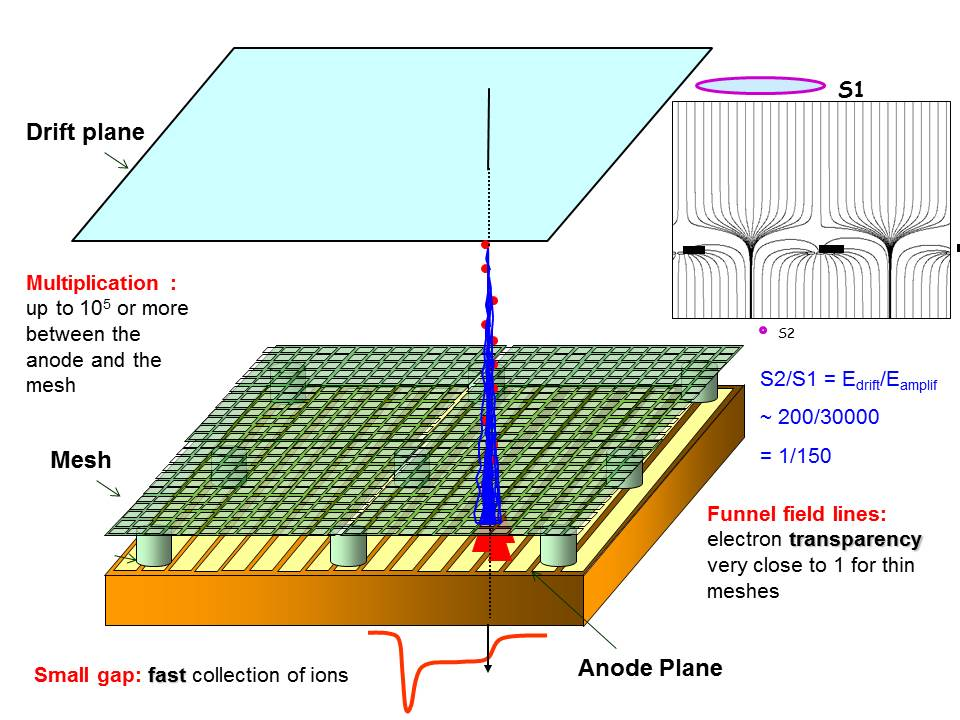 S1
Drift plane
Multiplication :
up to 10⁵ or more
between the
anode and the
mesh
S2
S2/S1 = E_drift/E_amplif
~ 200/30000
= 1/150
Mesh
Funnel field lines:
electron transparency
very close to 1 for thin
meshes
Anode Plane
Small gap: fast collection of ions